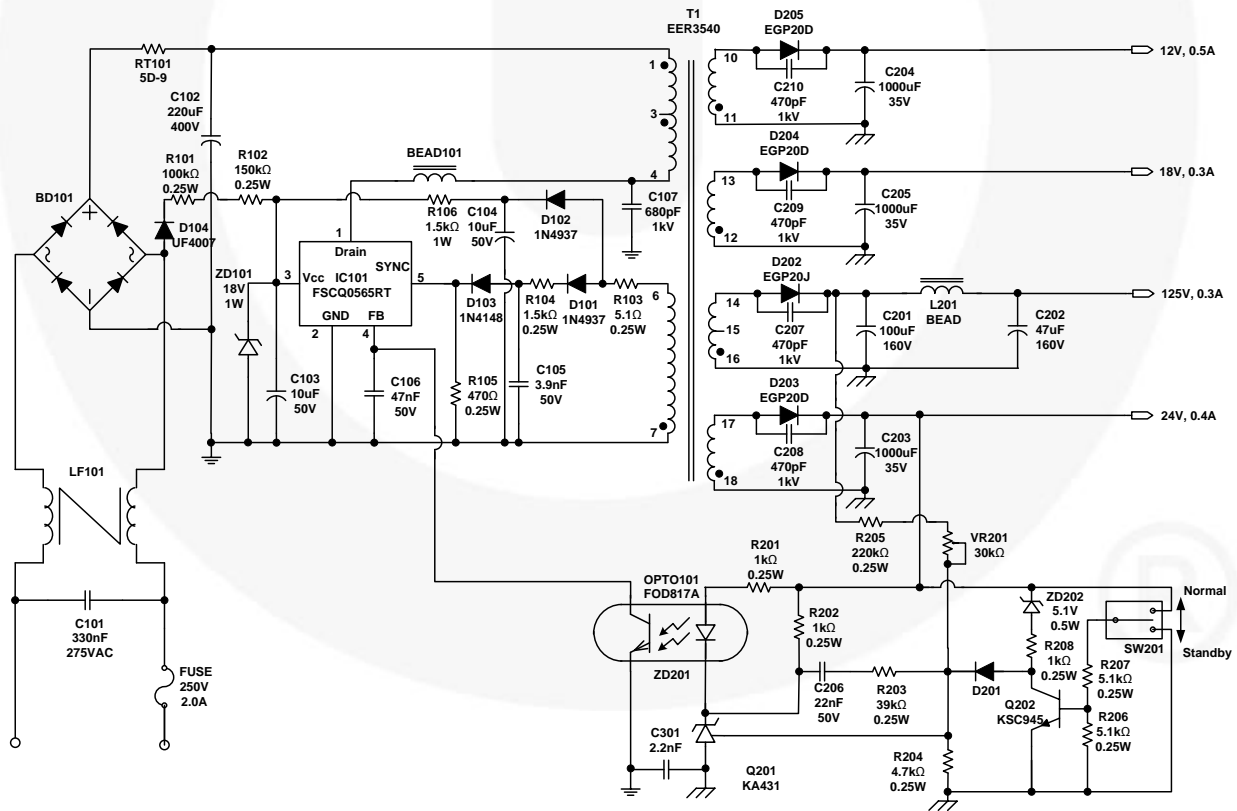 T1
EER3540
RT101
5D-9
C102
220uF
400V
R101
100kΩ
0.25W
R102
150kΩ
0.25W
BD101
D104
UF4007
BEAD101
1
3
4
C107
680pF
1kV
R106
1.5kΩ
1W
C104
10uF
50V
D102
1N4937
ZD101
18V
1W
1
Drain
3
Vcc
SYNC
5
IC101
FSCQ0565RT
GND
FB
2
4
D103
1N4148
R104
1.5kΩ
0.25W
D101
1N4937
R103
5.1Ω
0.25W
6
7
C103
10uF
50V
C106
47nF
50V
R105
470Ω
0.25W
C105
3.9nF
50V
LF101
C101
330nF
275VAC
FUSE
250V
2.0A
D205
EGP20D
10
11
C210
470pF
1kV
C204
1000uF
35V
12V, 0.5A
D204
EGP20D
13
12
C209
470pF
1kV
C205
1000uF
35V
18V, 0.3A
D202
EGP20J
14
15
16
C207
470pF
1kV
C201
100uF
160V
L201
BEAD
C202
47uF
160V
125V, 0.3A
D203
EGP20D
17
18
C208
470pF
1kV
C203
1000uF
35V
24V, 0.4A
R205
220kΩ
0.25W
VR201
30kΩ
OPTO101
FOD817A
R201
1kΩ
0.25W
R202
1kΩ
0.25W
ZD201
C206
22nF
50V
R203
39kΩ
0.25W
D201
ZD202
5.1V
0.5W
R208
1kΩ
0.25W
Q202
KSC945
Normal
SW201
Standby
R207
5.1kΩ
0.25W
R206
5.1kΩ
0.25W
C301
2.2nF
Q201
KA431
R204
4.7kΩ
0.25W
®